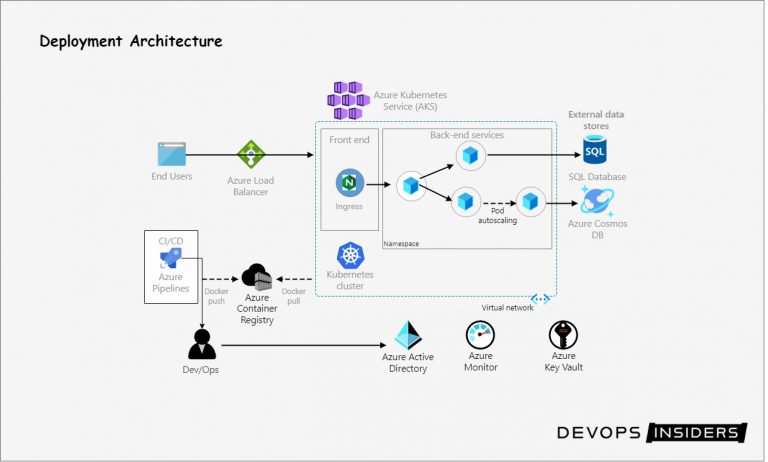 Deployment Architecture
Azure Kubernetes
Service (AKS)
External data
stores
Front end
Back-end services
SQL
End Users
Azure Load
Balancer
N
Ingress
SQL Database
Pod
autoscaling
Azure Cosmos
DB
Namespace
CI/CD
Azure
Pipelines
Docker
push
Azure
Container
Registry
Docker
pull
Kubernetes
cluster
Virtual network
Dev/Ops
Azure Active
Directory
Azure
Monitor
Azure
Key Vault
DEVOPS INSIDERS